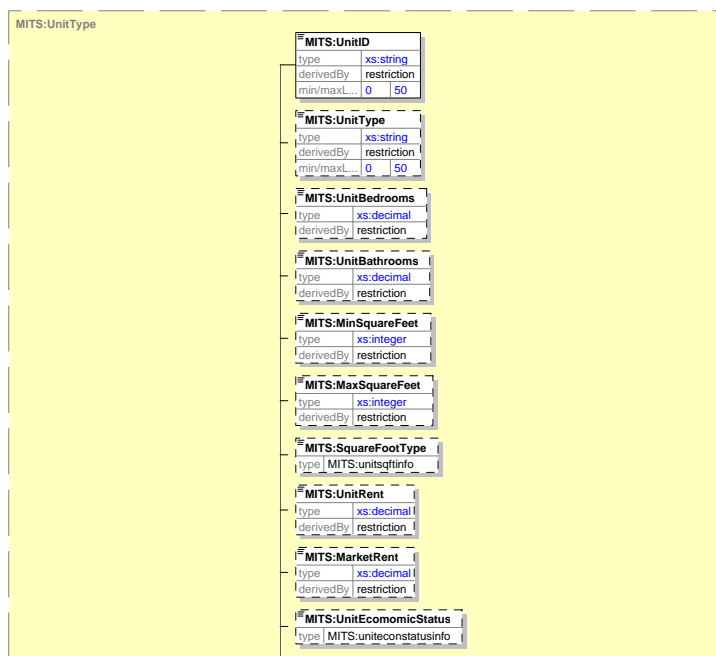 MITS:UnitType
MITS:UnitID
type xs:string
derivedBy restriction
min/maxL... 0 50
MITS:UnitType
type xs:string
derivedBy restriction
min/maxL... 0 50
MITS:UnitBedrooms
type xs:decimal
derivedBy restriction
MITS:UnitBathrooms
type xs:decimal
derivedBy restriction
MITS:MinSquareFeet
type xs:integer
derivedBy restriction
MITS:MaxSquareFeet
type xs:integer
derivedBy restriction
MITS:SquareFootType
type MITS:unitsqftinfo
MITS:UnitRent
type xs:decimal
derivedBy restriction
MITS:MarketRent
type xs:decimal
derivedBy restriction
MITS:UnitEcomomicStatus
type MITS:uniteconstatusinfo